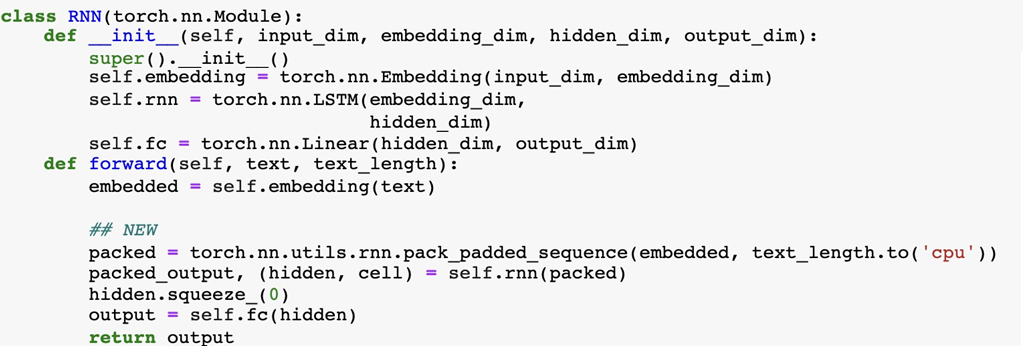 class RNN(torch.nn.Module):
    def __init__(self, input_dim, embedding_dim, hidden_dim, output_dim):
        super().__init__()
        self.embedding = torch.nn.Embedding(input_dim, embedding_dim)
        self.rnn = torch.nn.LSTM(embedding_dim,
                                 hidden_dim)
        self.fc = torch.nn.Linear(hidden_dim, output_dim)
    def forward(self, text, text_length):
        embedded = self.embedding(text)

        ## NEW
        packed = torch.nn.utils.rnn.pack_padded_sequence(embedded, text_length.to('cpu'))
        packed_output, (hidden, cell) = self.rnn(packed)
        hidden.squeeze_(0)
        output = self.fc(hidden)
        return output